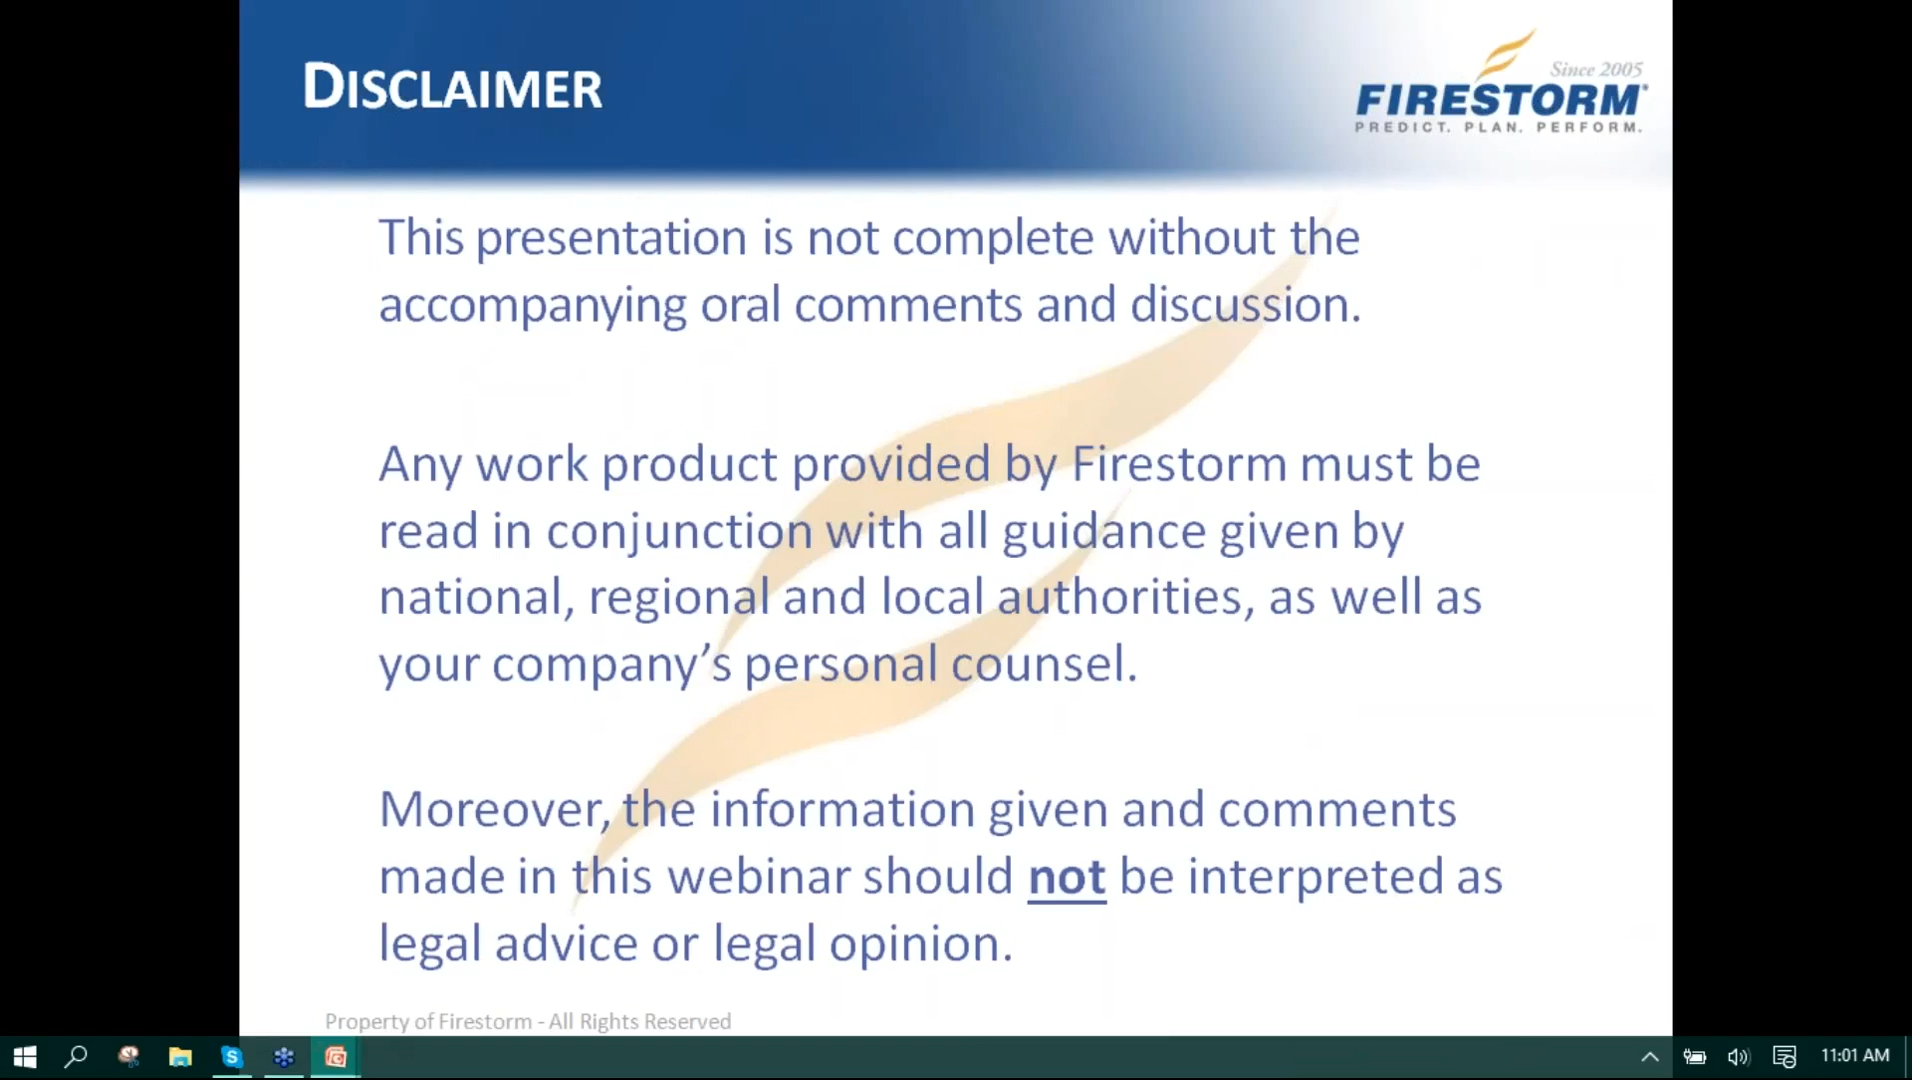 DISCLAIMER
Since 2005
FIRESTORM®
PREDICT. PLAN. PERFORM.
This presentation is not complete without the
accompanying oral comments and discussion.
Any work product provided by Firestorm must be
read in conjunction with all guidance given by
national, regional and local authorities, as well as
your company’s personal counsel.
Moreover, the information given and comments
made in this webinar should not be interpreted as
legal advice or legal opinion.
Property of Firestorm - All Rights Reserved
11:01 AM